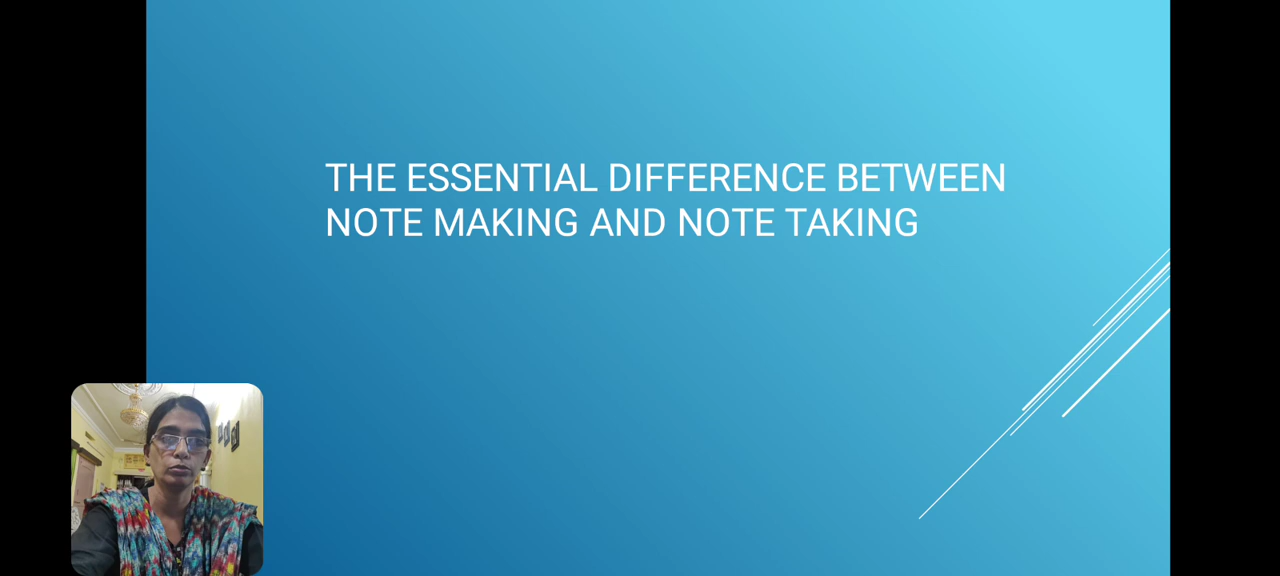 THE ESSENTIAL DIFFERENCE BETWEEN
NOTE MAKING AND NOTE TAKING